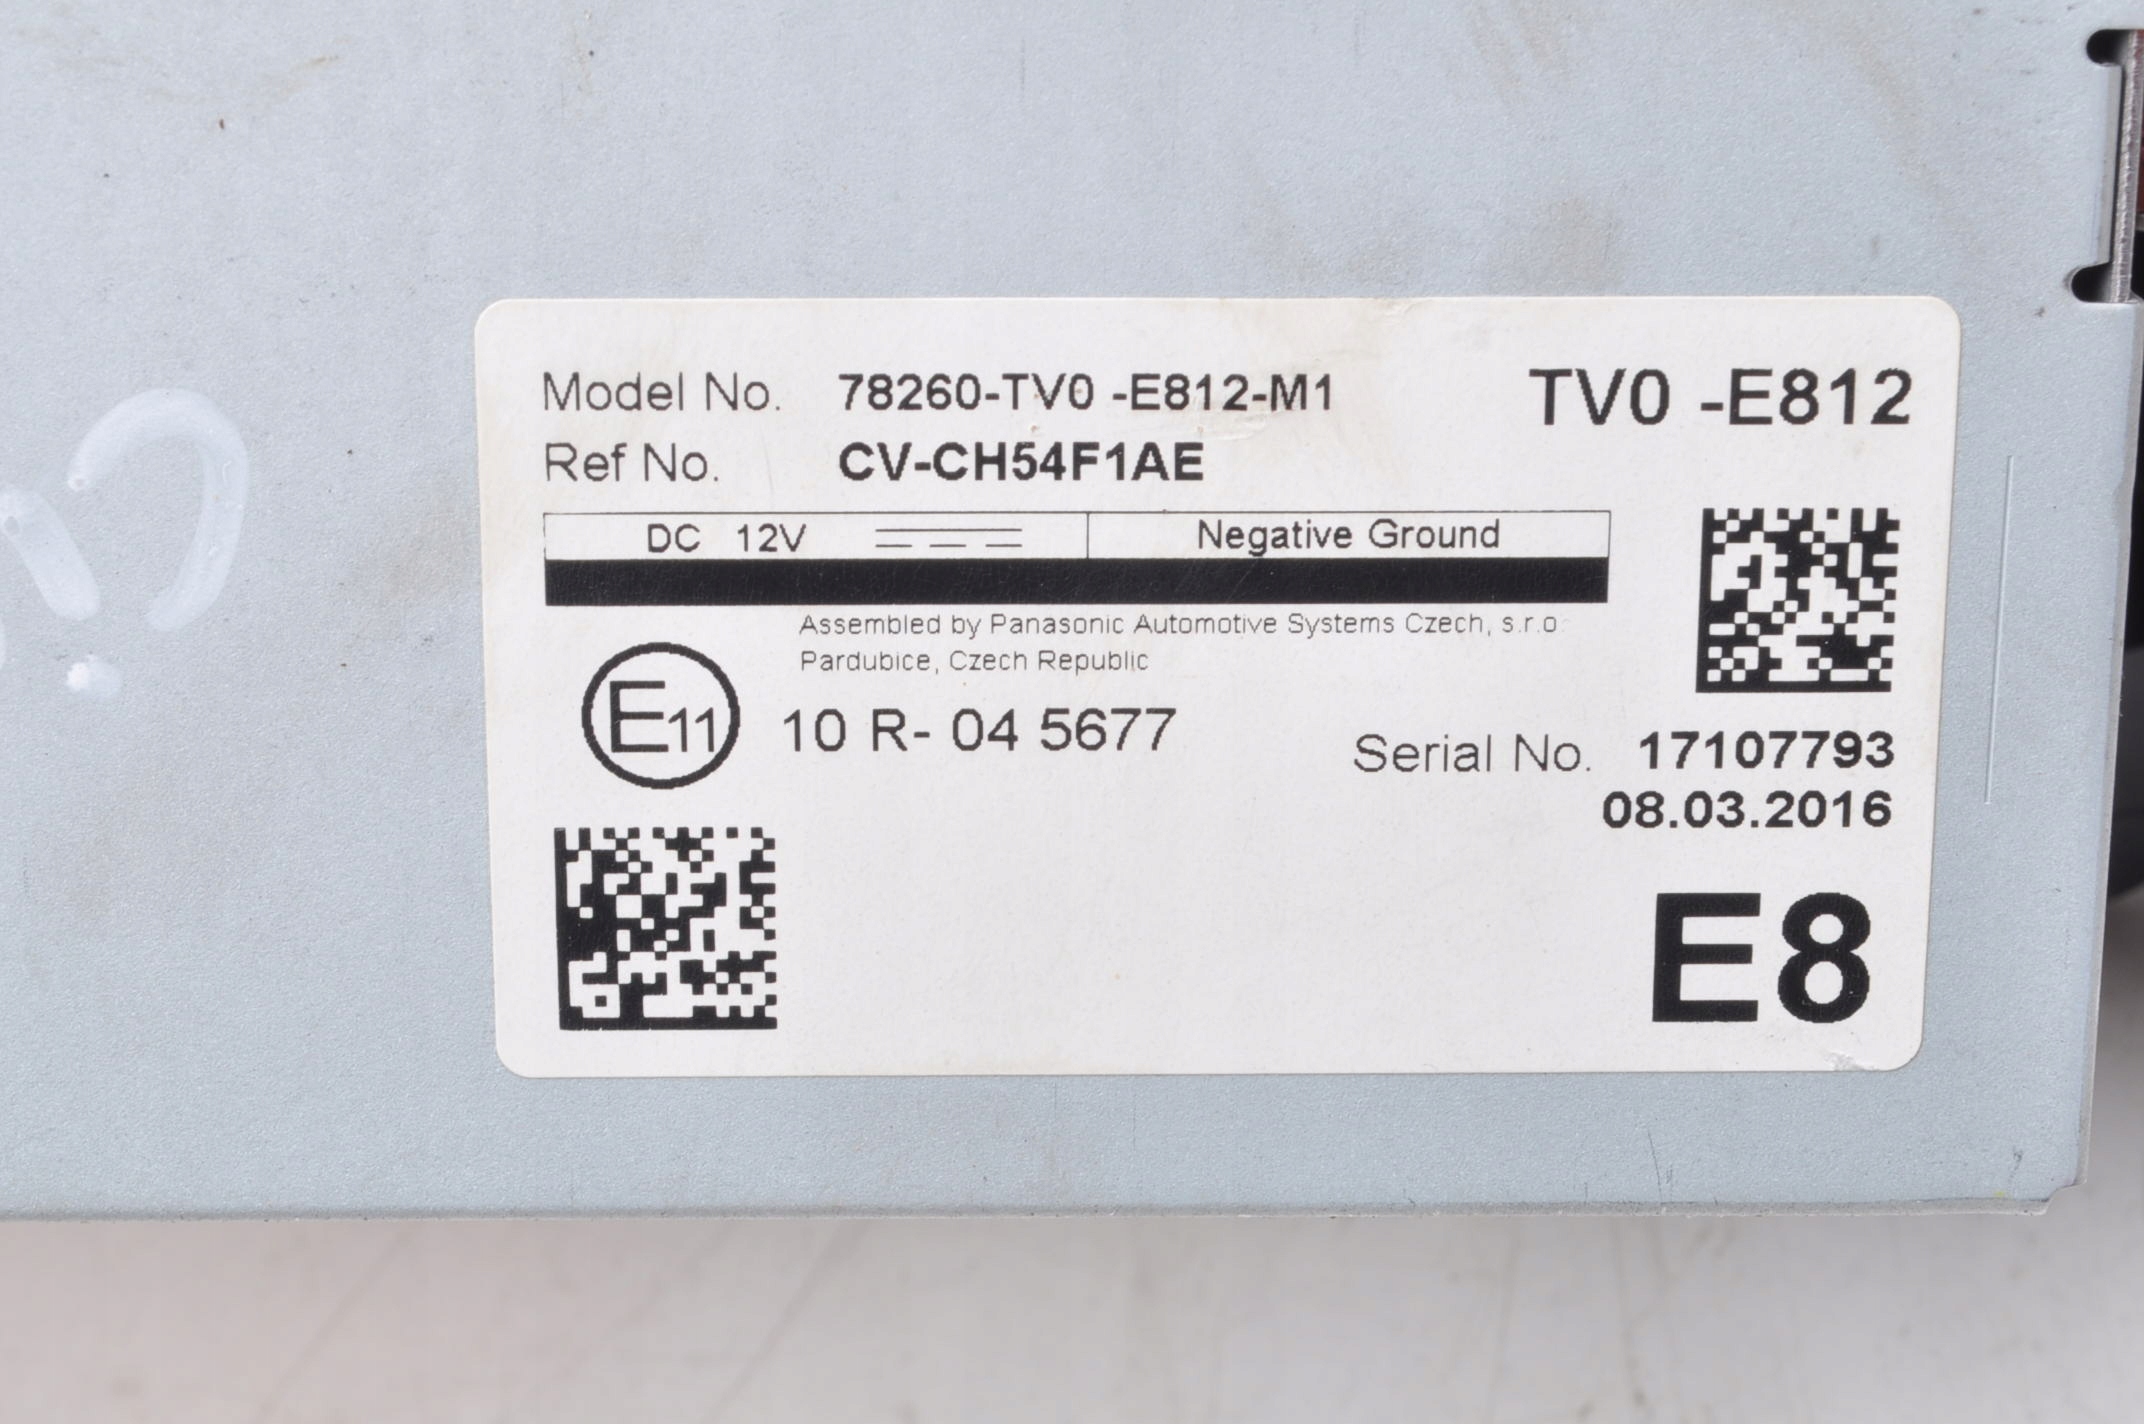 Model No. 78260-TV0 -E812-M1 TV0 -E812
Ref No. CV-CH54F1AE
DC 12V Negative Ground
Assembled by Panasonic Automotive Systems Czech, s.r.o.
Pardubice, Czech Republic
E11 10 R- 04 5677
Serial No. 17107793
08.03.2016
E8